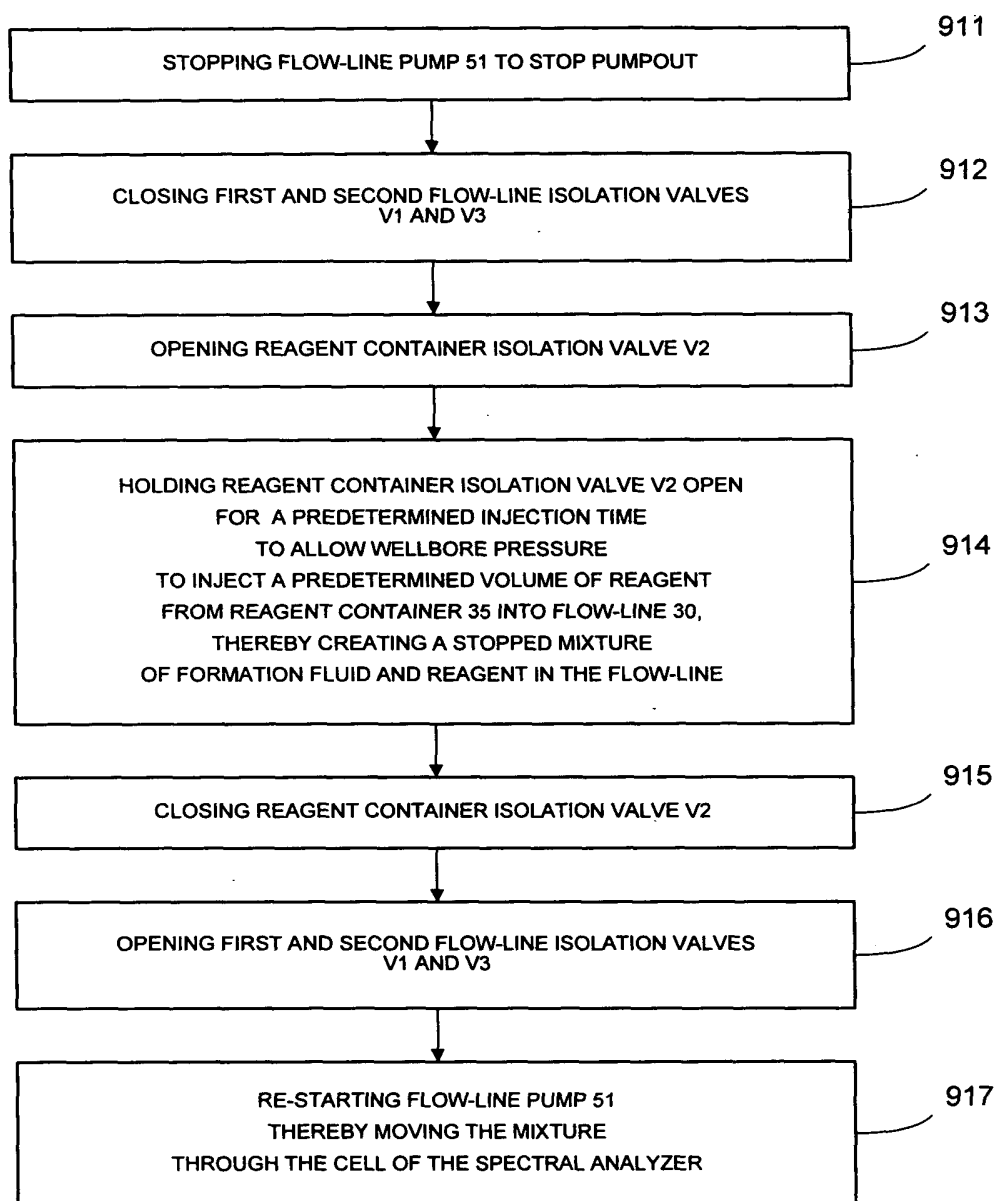 911
STOPPING FLOW-LINE PUMP 51 TO STOP PUMPOUT
912
CLOSING FIRST AND SECOND FLOW-LINE ISOLATION VALVES
V1 AND V3
913
OPENING REAGENT CONTAINER ISOLATION VALVE V2
914
HOLDING REAGENT CONTAINER ISOLATION VALVE V2 OPEN
FOR A PREDETERMINED INJECTION TIME
TO ALLOW WELLBORE PRESSURE
TO INJECT A PREDETERMINED VOLUME OF REAGENT
FROM REAGENT CONTAINER 35 INTO FLOW-LINE 30,
THEREBY CREATING A STOPPED MIXTURE
OF FORMATION FLUID AND REAGENT IN THE FLOW-LINE
915
CLOSING REAGENT CONTAINER ISOLATION VALVE V2
916
OPENING FIRST AND SECOND FLOW-LINE ISOLATION VALVES
V1 AND V3
917
RE-STARTING FLOW-LINE PUMP 51
THEREBY MOVING THE MIXTURE
THROUGH THE CELL OF THE SPECTRAL ANALYZER